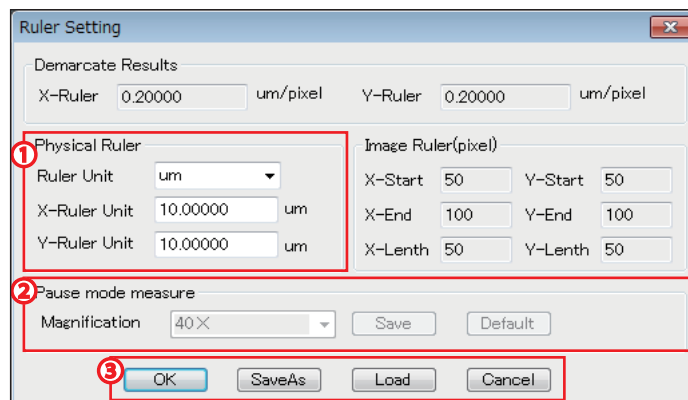 Ruler Setting
Demarcate Results
X-Ruler 0.20000 um/pixel Y-Ruler 0.20000 um/pixel
① Physical Ruler Image Ruler(pixel)
Ruler Unit um X-Start 50 Y-Start 50
X-Ruler Unit 10.00000 um X-End 100 Y-End 100
Y-Ruler Unit 10.00000 um X-Lenth 50 Y-Lenth 50
② Pause mode measure
Magnification 40X Save Default
③ OK SaveAs Load Cancel